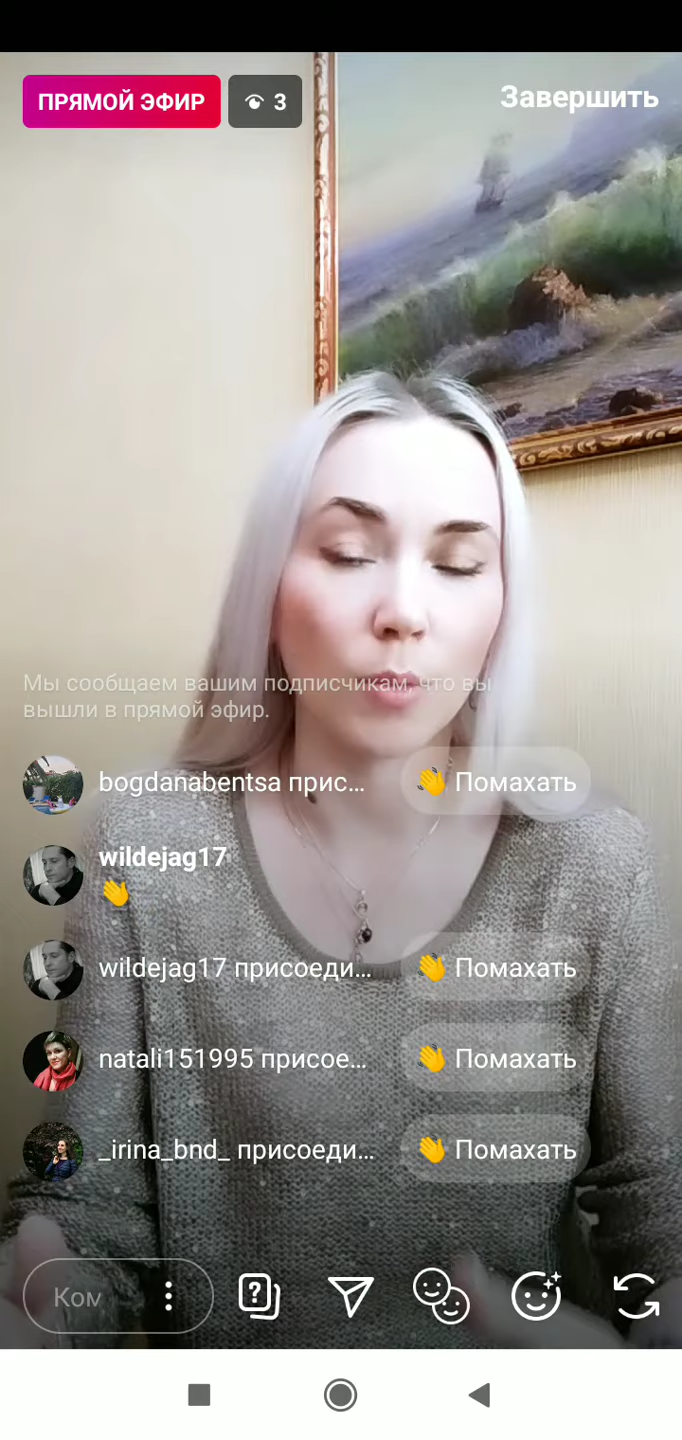 ПРЯМОЙ ЭФИР
3
Завершить
Мы сообщаем вашим подписчикам, что вы
вышли в прямой эфир.
bogdanabentsa прис...
👋 Помахать
wildejag17
👋
wildejag17 присоеди...
👋 Помахать
natali151995 присое...
👋 Помахать
_irina_bnd_ присоеди...
👋 Помахать
Ком